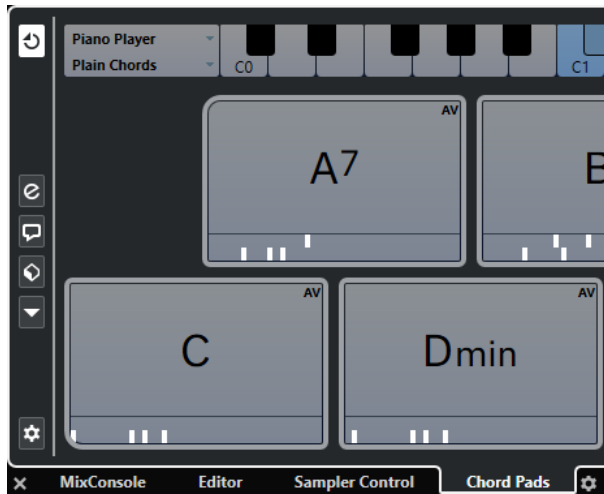 Piano Player
Plain Chords
C0
C1
AV
A7
B
AV
C
AV
Dmin
MixConsole
Editor
Sampler Control
Chord Pads